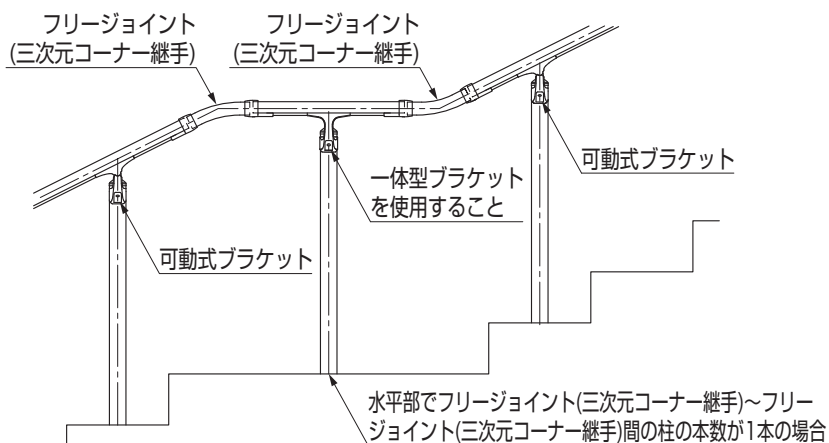 フリージョイント
(三次元コーナー継手)
フリージョイント
(三次元コーナー継手)
可動式ブラケット
一体型ブラケット
を使用すること
可動式ブラケット
水平部でフリージョイント(三次元コーナー継手)～フリー
ジョイント(三次元コーナー継手)間の柱の本数が1本の場合